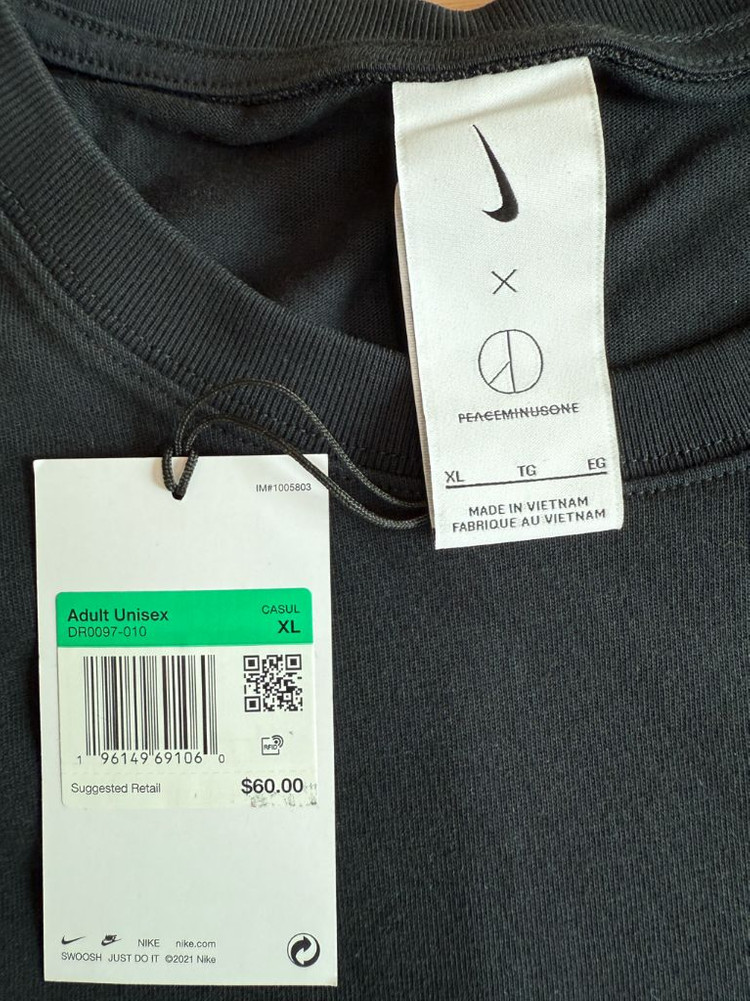 ×
PEACEMINUSONE
XL TG EG
MADE IN VIETNAM
FABRIQUE AU VIETNAM
IM#1005803
Adult Unisex
DR0097-010
CASUL
XL
1 96149 69106 0
RFID
Suggested Retail
$60.00
NIKE nike.com
SWOOSH JUST DO IT ©2021 Nike